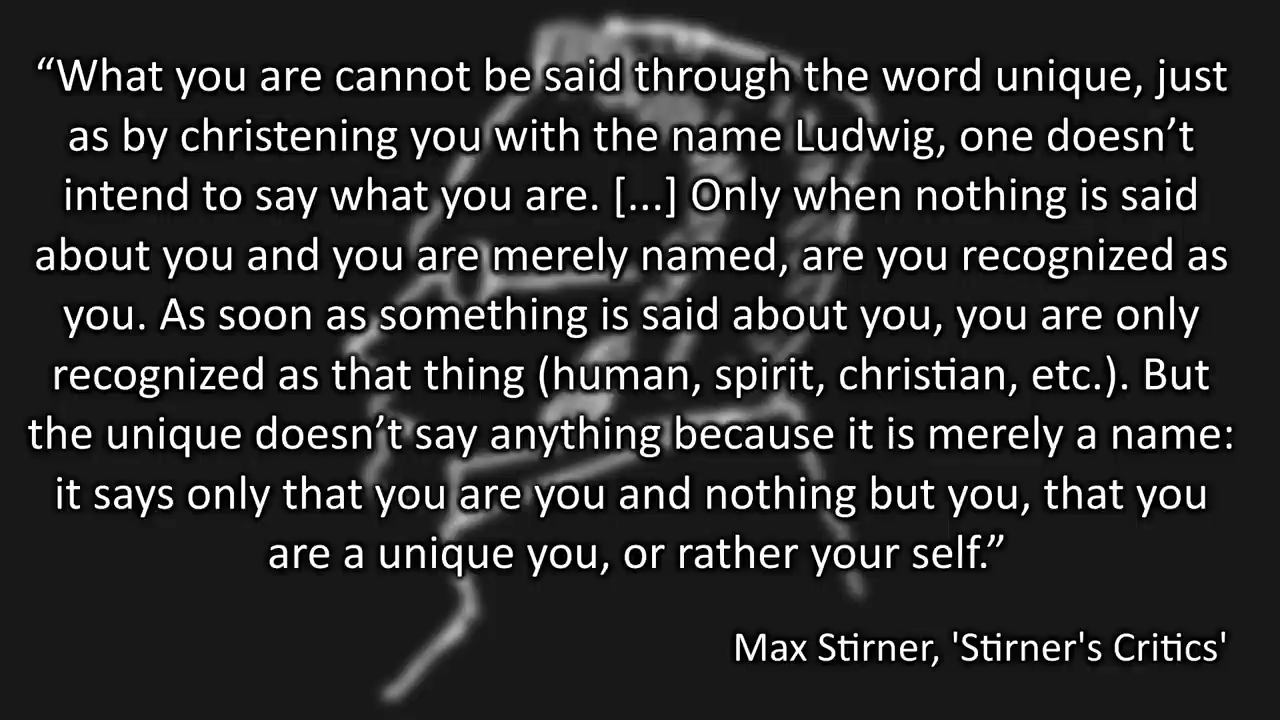 “What you are cannot be said through the word unique, just
as by christening you with the name Ludwig, one doesn’t
intend to say what you are. [...] Only when nothing is said
about you and you are merely named, are you recognized as
you. As soon as something is said about you, you are only
recognized as that thing (human, spirit, christian, etc.). But
the unique doesn’t say anything because it is merely a name:
it says only that you are you and nothing but you, that you
are a unique you, or rather your self.”
Max Stirner, 'Stirner's Critics'